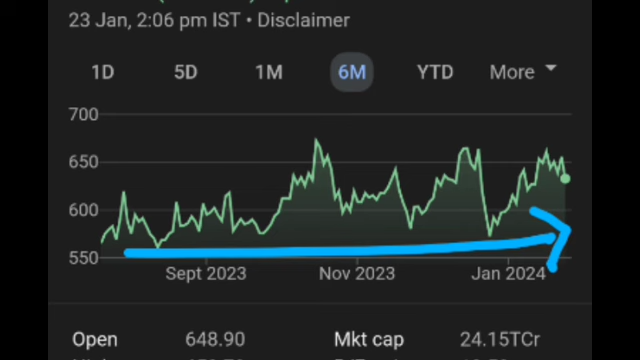 23 Jan, 2:06 pm IST • Disclaimer
1D 5D 1M 6M YTD More
700
650
600
550
Sept 2023 Nov 2023 Jan 2024
Open 648.90 Mkt cap 24.15TCr